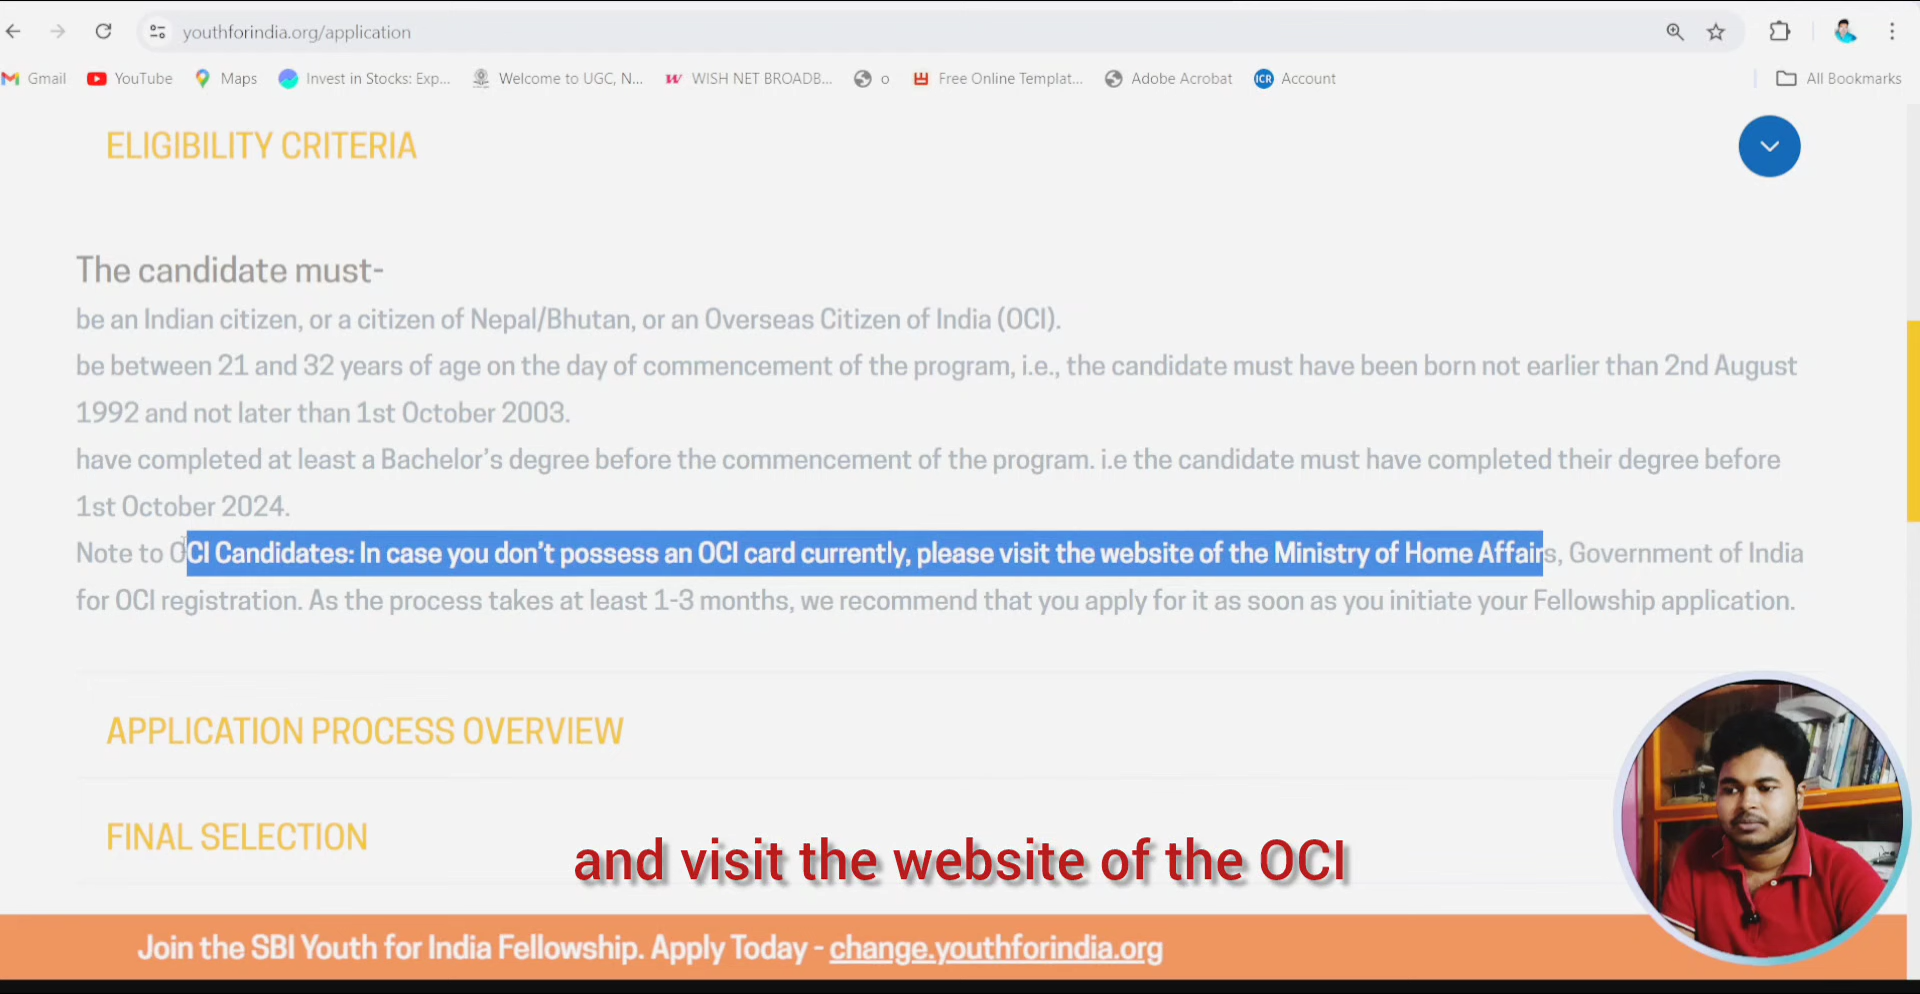 youthforindia.org/application
Gmail YouTube Maps Invest in Stocks: Exp... Welcome to UGC, N... WISH NET BROADB... o Free Online Templat... Adobe Acrobat ICR Account All Bookmarks
ELIGIBILITY CRITERIA
The candidate must-
be an Indian citizen, or a citizen of Nepal/Bhutan, or an Overseas Citizen of India (OCI).
be between 21 and 32 years of age on the day of commencement of the program, i.e., the candidate must have been born not earlier than 2nd August
1992 and not later than 1st October 2003.
have completed at least a Bachelor's degree before the commencement of the program. i.e the candidate must have completed their degree before
1st October 2024.
Note to OCI Candidates: In case you don't possess an OCI card currently, please visit the website of the Ministry of Home Affairs, Government of India
for OCI registration. As the process takes at least 1-3 months, we recommend that you apply for it as soon as you initiate your Fellowship application.
APPLICATION PROCESS OVERVIEW
FINAL SELECTION
and visit the website of the OCI
Join the SBI Youth for India Fellowship. Apply Today - change.youthforindia.org